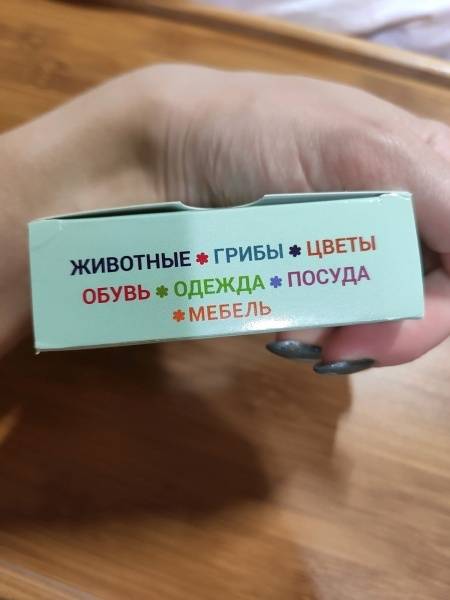 ЖИВОТНЫЕ * ГРИБЫ * ЦВЕТЫ
ОБУВЬ * ОДЕЖДА * ПОСУДА
* МЕБЕЛЬ